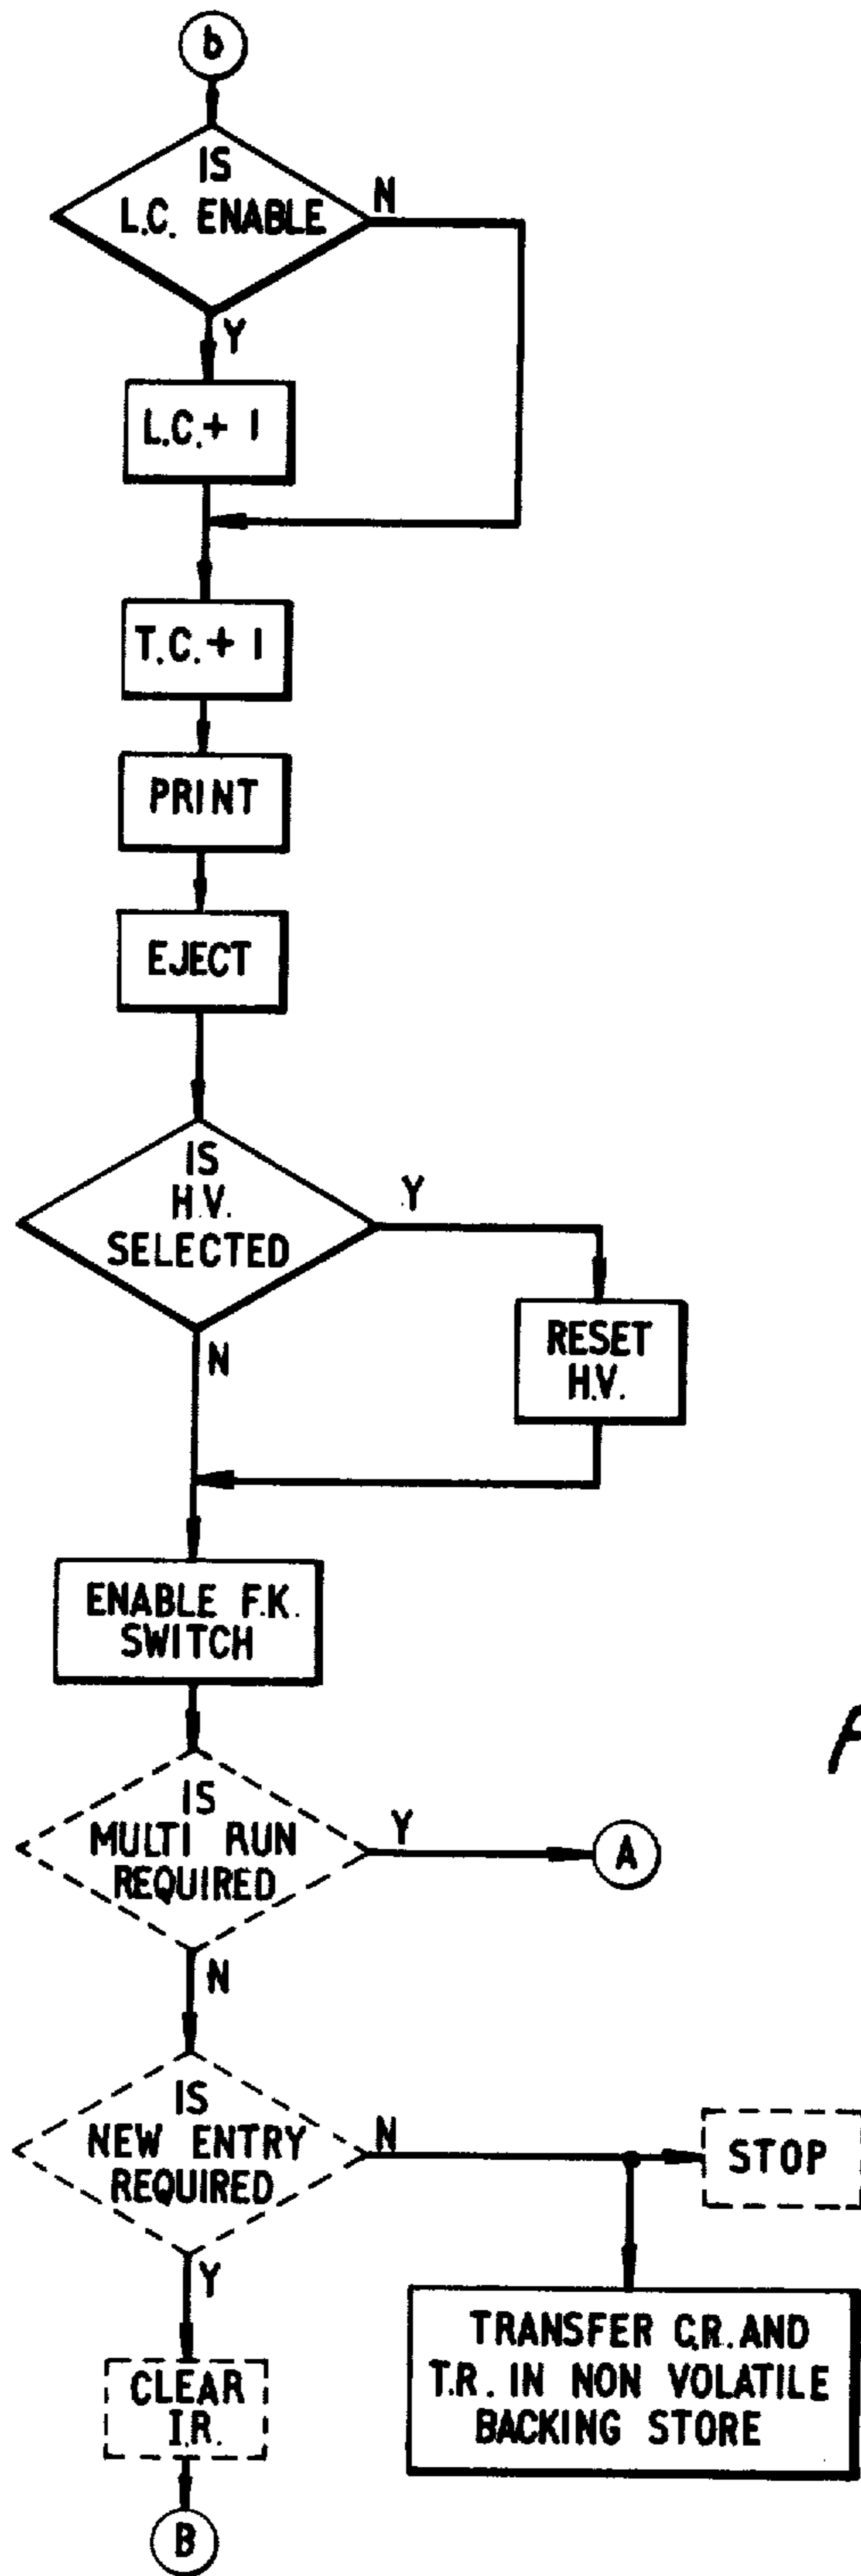 b
IS
L.C. ENABLE
N
Y
L.C.+ 1
T.C.+ 1
PRINT
EJECT
IS
H.V.
SELECTED
Y
N
RESET
H.V.
ENABLE F.K.
SWITCH
IS
MULTI RUN
REQUIRED
Y
A
N
IS
NEW ENTRY
REQUIRED
N
STOP
Y
TRANSFER C.R. AND
T.R. IN NON VOLATILE
BACKING STORE
CLEAR
I.R.
B